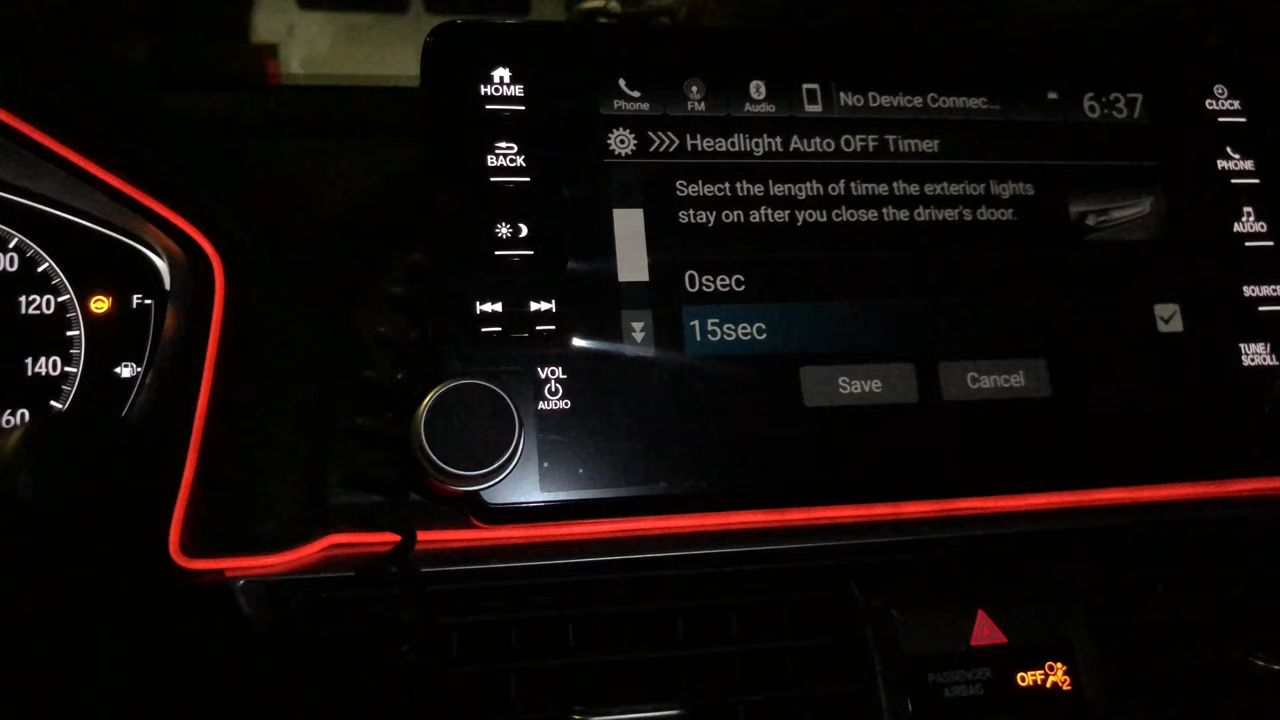 HOME
BACK
VOL
AUDIO
Phone
FM
Audio
No Device Connec...
6:37
Headlight Auto OFF Timer
Select the length of time the exterior lights
stay on after you close the driver's door.
0sec
15sec
Save
Cancel
CLOCK
PHONE
AUDIO
SOURC
TUNE/
SCROLL
00
120
140
60
F
PASSENGER
AIRBAG
OFF
2